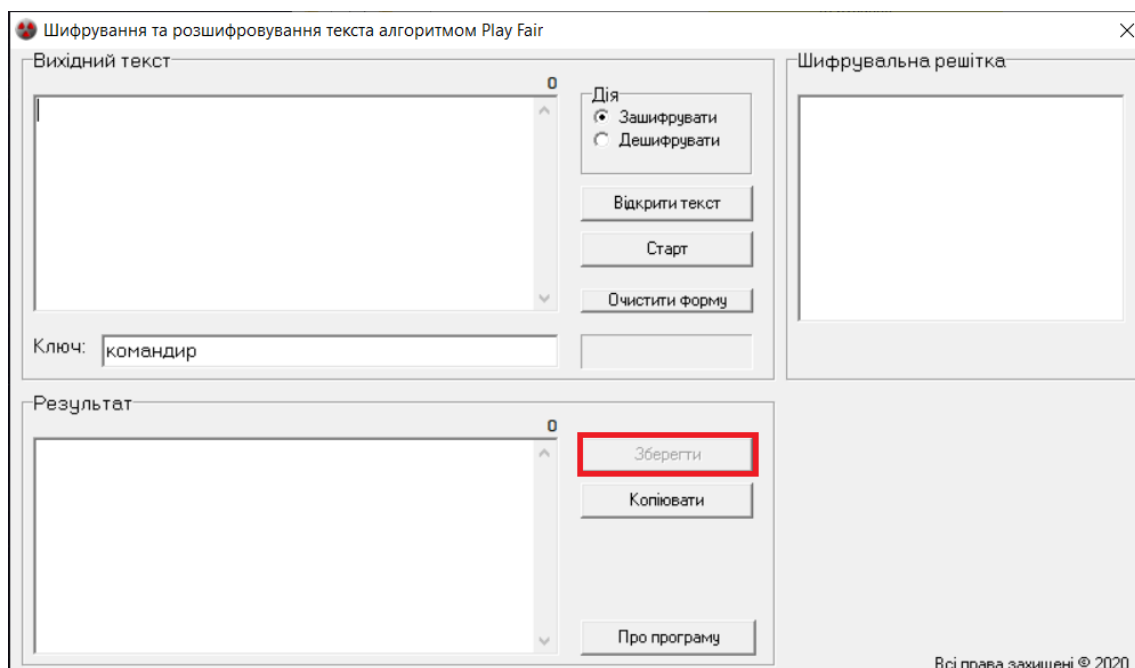 Шифрування та розшифровування текста алгоритмом Play Fair
Вихідний текст
0
Дія
Зашифрувати
Дешифрувати
Відкрити текст
Старт
Очистити форму
Ключ: командир
Шифрувальна решітка
Результат
0
Зберегти
Копіювати
Про програму
Всі права захищені © 2020